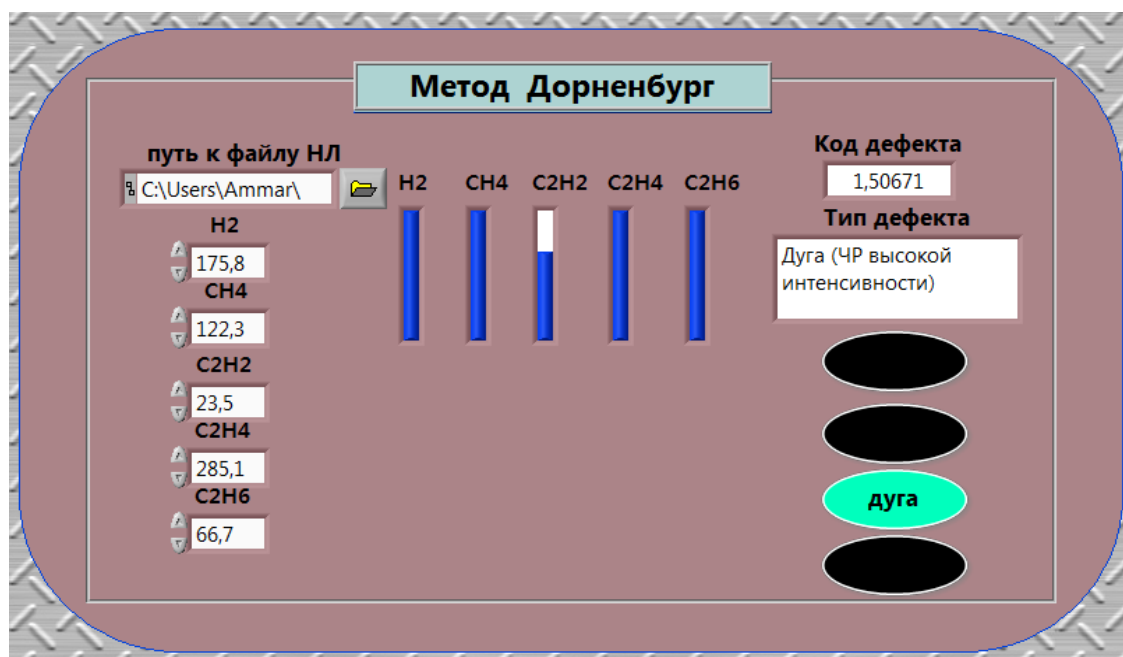 Метод Дорненбург
путь к файлу НЛ
C:\Users\Ammar\
H2
175,8
CH4
122,3
C2H2
23,5
C2H4
285,1
C2H6
66,7
H2 CH4 C2H2 C2H4 C2H6
Код дефекта
1,50671
Тип дефекта
Дуга (ЧР высокой
интенсивности)
дуга